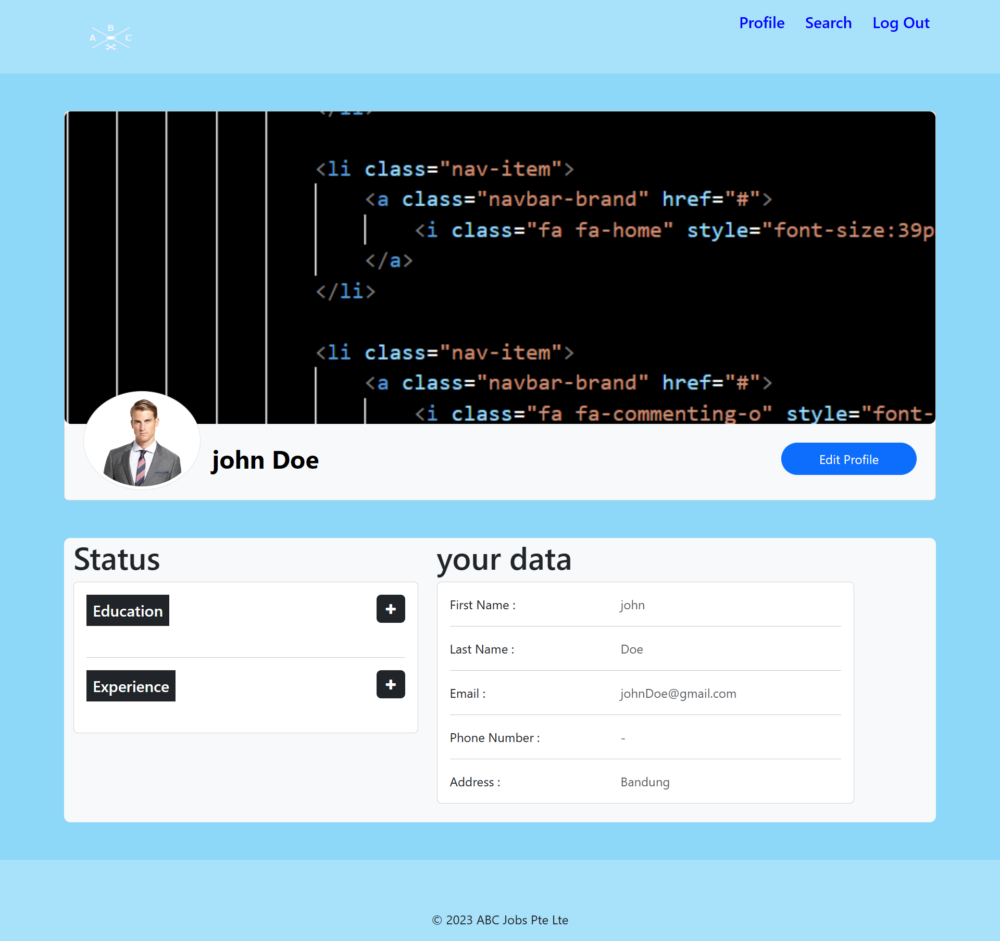 B
A C
Profile Search Log Out
</li>
<li class="nav-item">
<a class="navbar-brand" href="#">
<i class="fa fa-home" style="font-size:39p
</a>
</li>
<li class="nav-item">
<a class="navbar-brand" href="#">
<i class="fa fa-commenting-o" style="font-
john Doe
Edit Profile
Status
Education
+
Experience
+
your data
First Name : john
Last Name : Doe
Email : johnDoe@gmail.com
Phone Number : -
Address : Bandung
© 2023 ABC Jobs Pte Lte